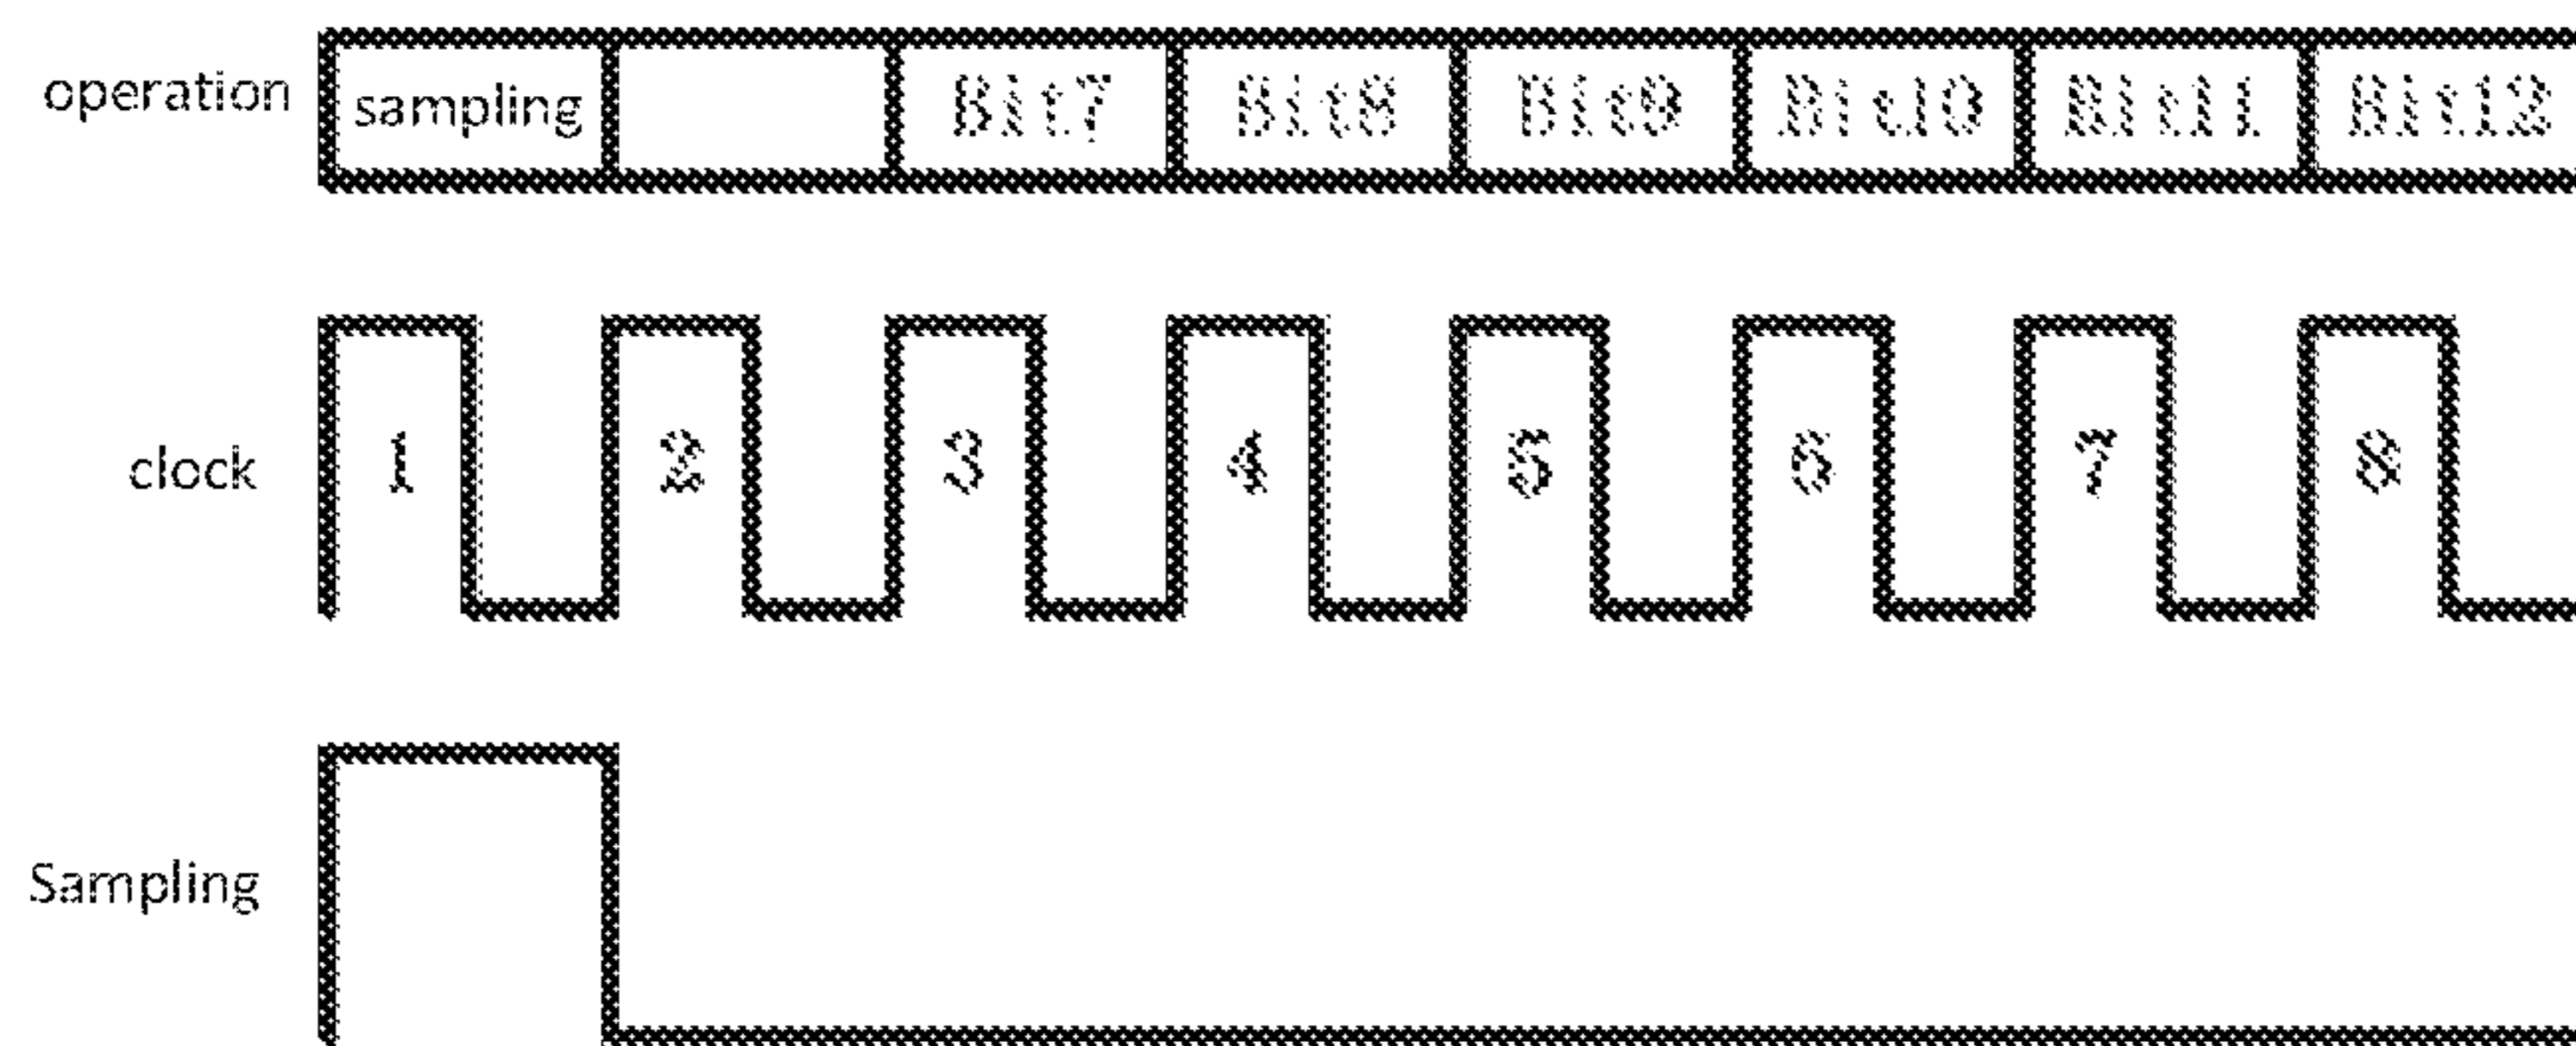 operation sampling Bit7 Bit8 Bit9 Bit10 Bit11 Bit12
clock 1 2 3 4 5 6 7 8
Sampling